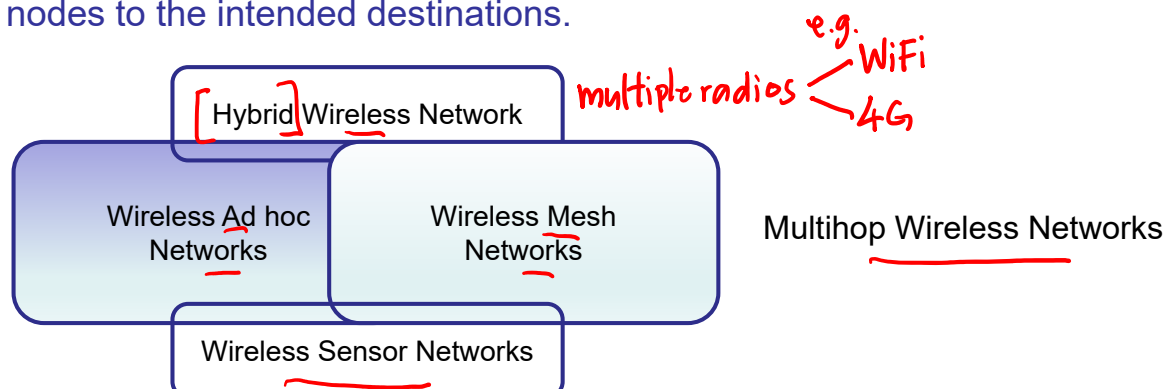 nodes to the intended destinations.
e.g.
WiFi
[Hybrid] Wireless Network
multiple radios
4G
Wireless Ad hoc
Networks
Wireless Mesh
Networks
Multihop Wireless Networks
Wireless Sensor Networks